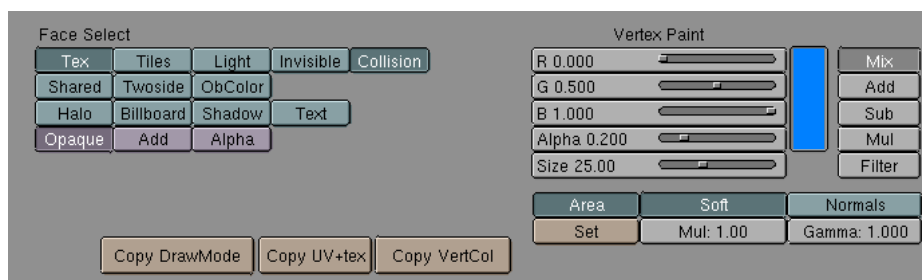 Face Select
Vertex Paint
Tex Tiles Light Invisible Collision
R 0.000 Mix
Shared Twoside ObColor
G 0.500 Add
Halo Billboard Shadow Text
B 1.000 Sub
Opaque Add Alpha
Alpha 0.200 Mul
Size 25.00 Filter
Area Soft Normals
Set Mul: 1.00 Gamma: 1.000
Copy DrawMode Copy UV+tex Copy VertCol